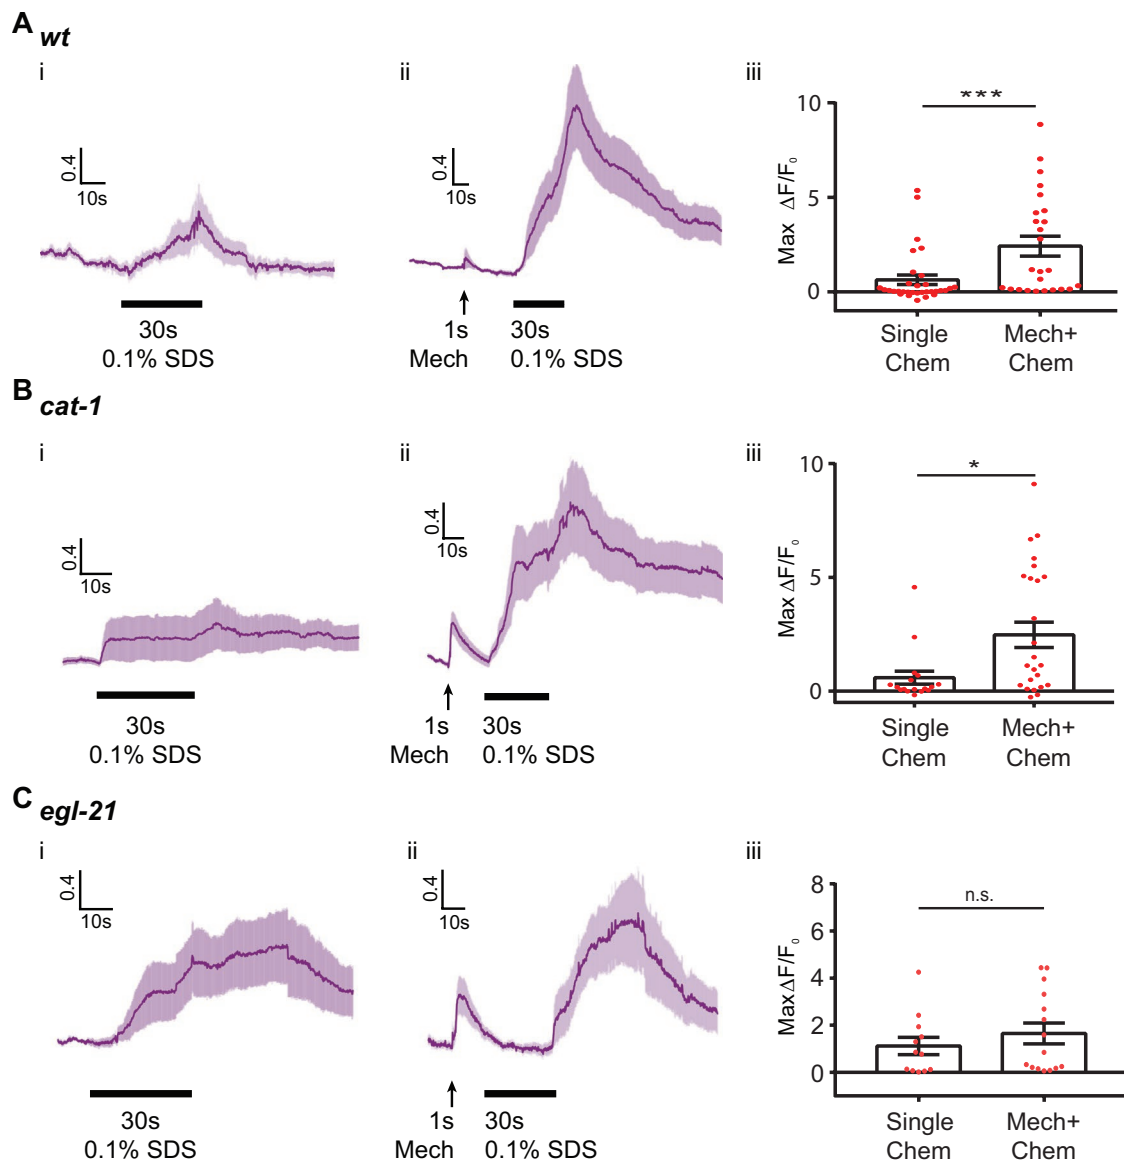 A wt
i
ii
iii
0.4
10s
30s
0.1% SDS
0.4
10s
1s
Mech
30s
0.1% SDS
***
10
5
0
Max ΔF/F₀
Single
Chem
Mech+
Chem
B cat-1
i
ii
iii
0.4
10s
30s
0.1% SDS
0.4
10s
1s
Mech
30s
0.1% SDS
*
10
5
0
Max ΔF/F₀
Single
Chem
Mech+
Chem
C egl-21
i
ii
iii
0.4
10s
30s
0.1% SDS
0.4
10s
1s
Mech
30s
0.1% SDS
n.s.
8
6
4
2
0
Max ΔF/F₀
Single
Chem
Mech+
Chem